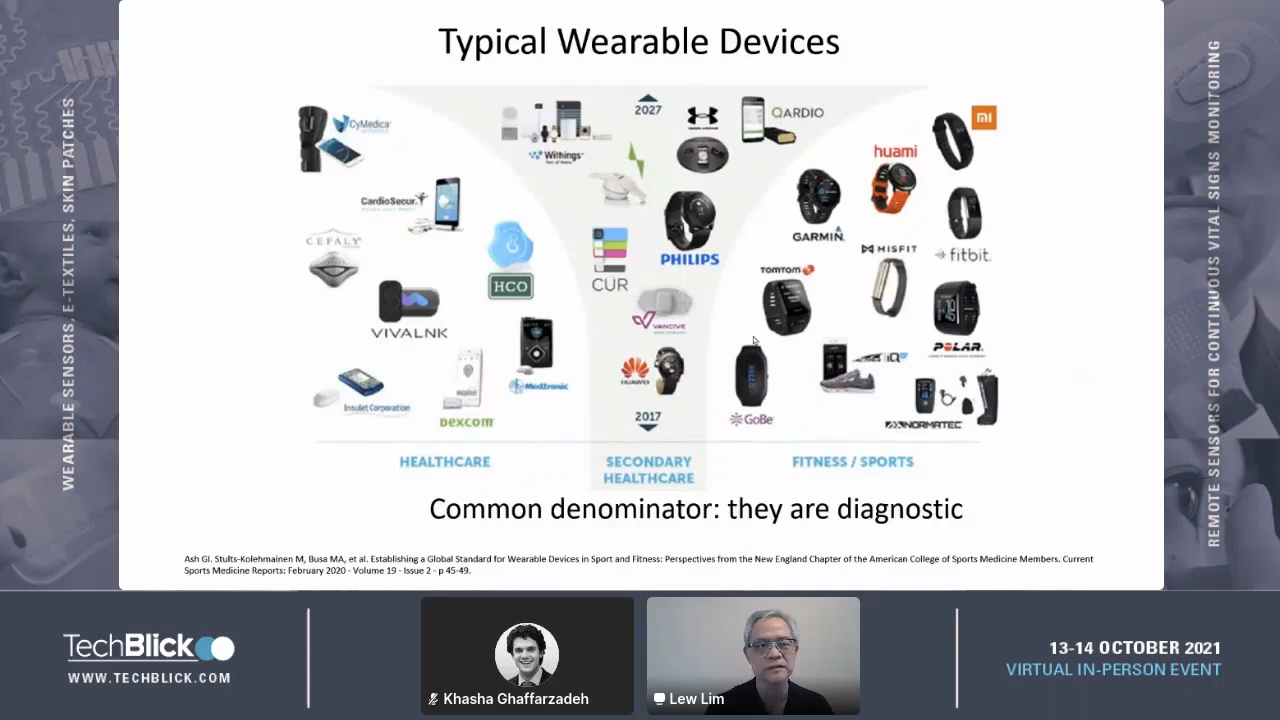 Typical Wearable Devices
WEARABLE SENSORS, E-TEXTILES, SKIN PATCHES
REMOTE SENSORS FOR CONTINUOUS VITAL SIGNS MONITORING
2027
CyMedica
Withings
UNDER ARMOUR
QARDIO
mi
huami
CardioSecur
GARMIN
fitbit
CEFALY
HCO
CUR
PHILIPS
MISFIT
TOMTOM
VIVALNK
VANCIVE
POLAR
Medtronic
HUAWEI
Insulet Corporation
Dexcom
2017
GoBe
NORMATEC
HEALTHCARE
SECONDARY
HEALTHCARE
FITNESS / SPORTS
Common denominator: they are diagnostic
Ash GI. Stults-Kolehmainen M, Busa MA, et al. Establishing a Global Standard for Wearable Devices in Sport and Fitness: Perspectives from the New England Chapter of the American College of Sports Medicine Members. Current
Sports Medicine Reports: February 2020 - Volume 19 - Issue 2 - p 45-49.
TechBlick
WWW.TECHBLICK.COM
Khasha Ghaffarzadeh
Lew Lim
13-14 OCTOBER 2021
VIRTUAL IN-PERSON EVENT